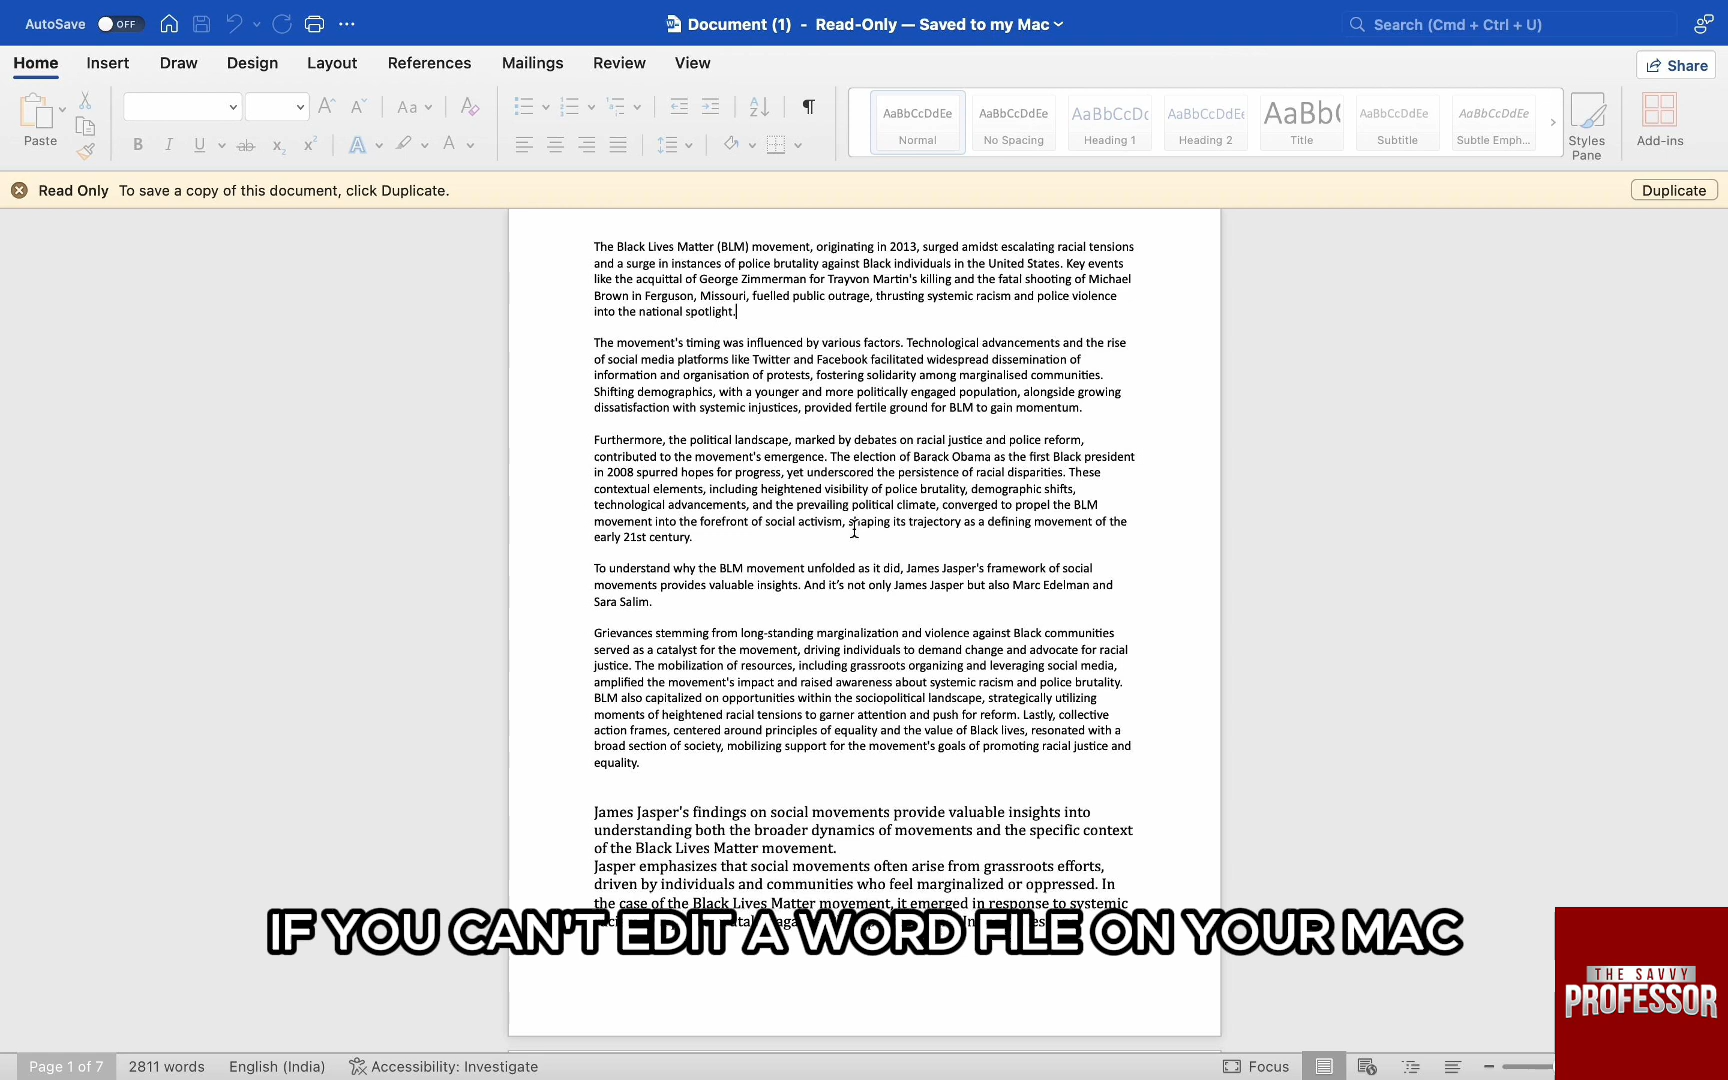 AutoSave OFF
Document (1) - Read-Only — Saved to my Mac
Search (Cmd + Ctrl + U)
Home Insert Draw Design Layout References Mailings Review View
Share
Paste
Aa
B I U ab x₂ x² A A
AaBbCcDdEe AaBbCcDdEe AaBbCcDc AaBbCcDdEe AaBb( AaBbCcDdEe AaBbCcDdEe
Normal No Spacing Heading 1 Heading 2 Title Subtitle Subtle Emph...
Styles Pane
Add-ins
Read Only To save a copy of this document, click Duplicate.
Duplicate
The Black Lives Matter (BLM) movement, originating in 2013, surged amidst escalating racial tensions
and a surge in instances of police brutality against Black individuals in the United States. Key events
like the acquittal of George Zimmerman for Trayvon Martin's killing and the fatal shooting of Michael
Brown in Ferguson, Missouri, fuelled public outrage, thrusting systemic racism and police violence
into the national spotlight.
The movement's timing was influenced by various factors. Technological advancements and the rise
of social media platforms like Twitter and Facebook facilitated widespread dissemination of
information and organisation of protests, fostering solidarity among marginalised communities.
Shifting demographics, with a younger and more politically engaged population, alongside growing
dissatisfaction with systemic injustices, provided fertile ground for BLM to gain momentum.
Furthermore, the political landscape, marked by debates on racial justice and police reform,
contributed to the movement's emergence. The election of Barack Obama as the first Black president
in 2008 spurred hopes for progress, yet underscored the persistence of racial disparities. These
contextual elements, including heightened visibility of police brutality, demographic shifts,
technological advancements, and the prevailing political climate, converged to propel the BLM
movement into the forefront of social activism, shaping its trajectory as a defining movement of the
early 21st century.
To understand why the BLM movement unfolded as it did, James Jasper's framework of social
movements provides valuable insights. And it’s not only James Jasper but also Marc Edelman and
Sara Salim.
Grievances stemming from long-standing marginalization and violence against Black communities
served as a catalyst for the movement, driving individuals to demand change and advocate for racial
justice. The mobilization of resources, including grassroots organizing and leveraging social media,
amplified the movement's impact and raised awareness about systemic racism and police brutality.
BLM also capitalized on opportunities within the sociopolitical landscape, strategically utilizing
moments of heightened racial tensions to garner attention and push for reform. Lastly, collective
action frames, centered around principles of equality and the value of Black lives, resonated with a
broad section of society, mobilizing support for the movement's goals of promoting racial justice and
equality.
James Jasper's findings on social movements provide valuable insights into
understanding both the broader dynamics of movements and the specific context
of the Black Lives Matter movement.
Jasper emphasizes that social movements often arise from grassroots efforts,
driven by individuals and communities who feel marginalized or oppressed. In
the case of the Black Lives Matter movement, it emerged in response to systemic
IF YOU CAN'T EDIT A WORD FILE ON YOUR MAC
THE SAVVY
PROFESSOR
Page 1 of 7 2811 words English (India) Accessibility: Investigate Focus